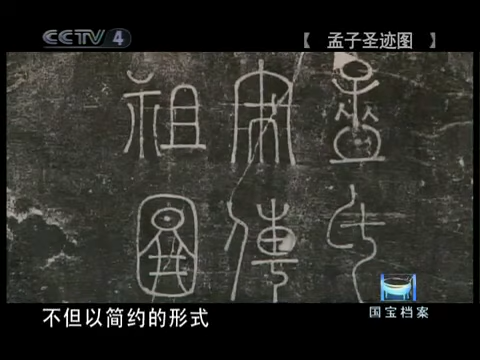 CCTV 4
【 孟子圣迹图 】
孟氏
宗傳
祖圖
国宝档案
不但以简约的形式